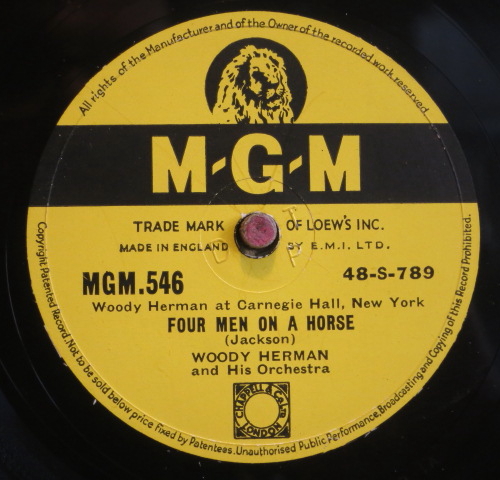 All rights of the Manufacturer and of the Owner of the recorded work reserved.
M-G-M
TRADE MARK OF LOEW'S INC.
MADE IN ENGLAND BY E.M.I. LTD.
MGM.546 48-S-789
Woody Herman at Carnegie Hall, New York
FOUR MEN ON A HORSE
(Jackson)
WOODY HERMAN
and His Orchestra
CHAPPELL & CO LTD
LONDON
Copyright Patented Record. Not to be sold below price fixed by Patentees. Unauthorised Public Performance, Broadcasting and Copying of this Record Prohibited.